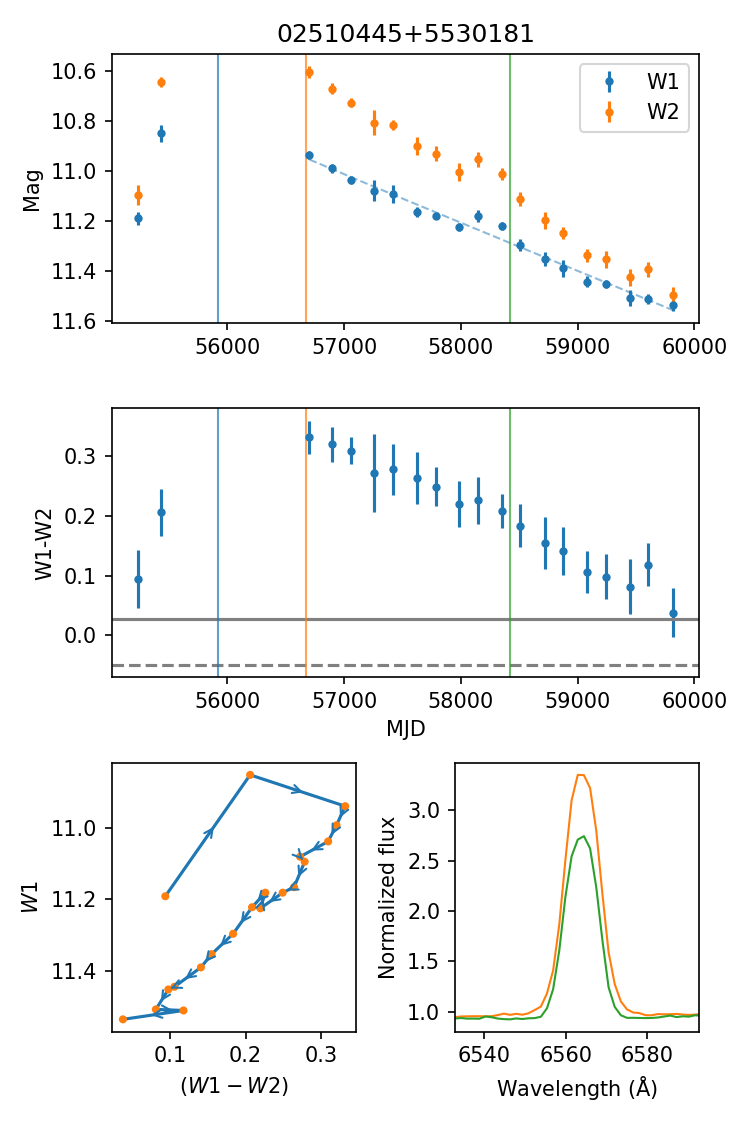 02510445+5530181
10.6
10.8
11.0
11.2
11.4
11.6
Mag
W1
W2
56000 57000 58000 59000 60000
0.3
0.2
0.1
0.0
W1-W2
56000 57000 58000 59000 60000
MJD
11.0
11.2
11.4
W1
0.1 0.2 0.3
(W1 − W2)
3.0
2.5
2.0
1.5
1.0
Normalized flux
6540 6560 6580
Wavelength (Å)